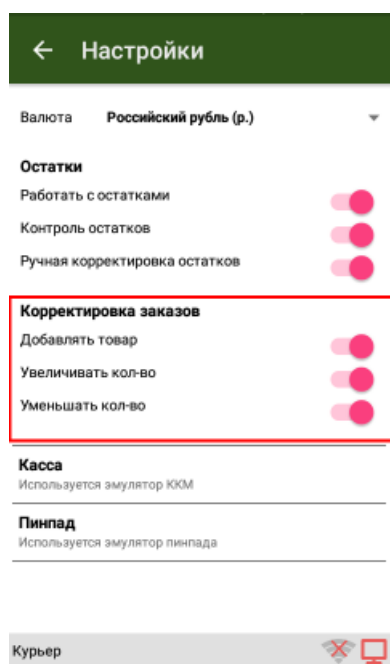 Настройки
Валюта Российский рубль (р.)
Остатки
Работать с остатками
Контроль остатков
Ручная корректировка остатков
Корректировка заказов
Добавлять товар
Увеличивать кол-во
Уменьшать кол-во
Касса
Используется эмулятор ККМ
Пинпад
Используется эмулятор пинпада
Курьер